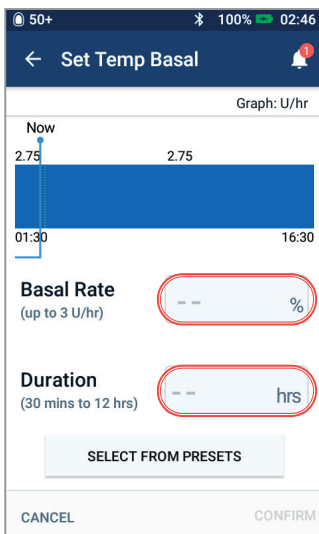 50+ 100% 02:46
Set Temp Basal 1
Graph: U/hr
Now
2.75 2.75
01:30 16:30
Basal Rate
(up to 3 U/hr)
-- %
Duration
(30 mins to 12 hrs)
-- hrs
SELECT FROM PRESETS
CANCEL CONFIRM